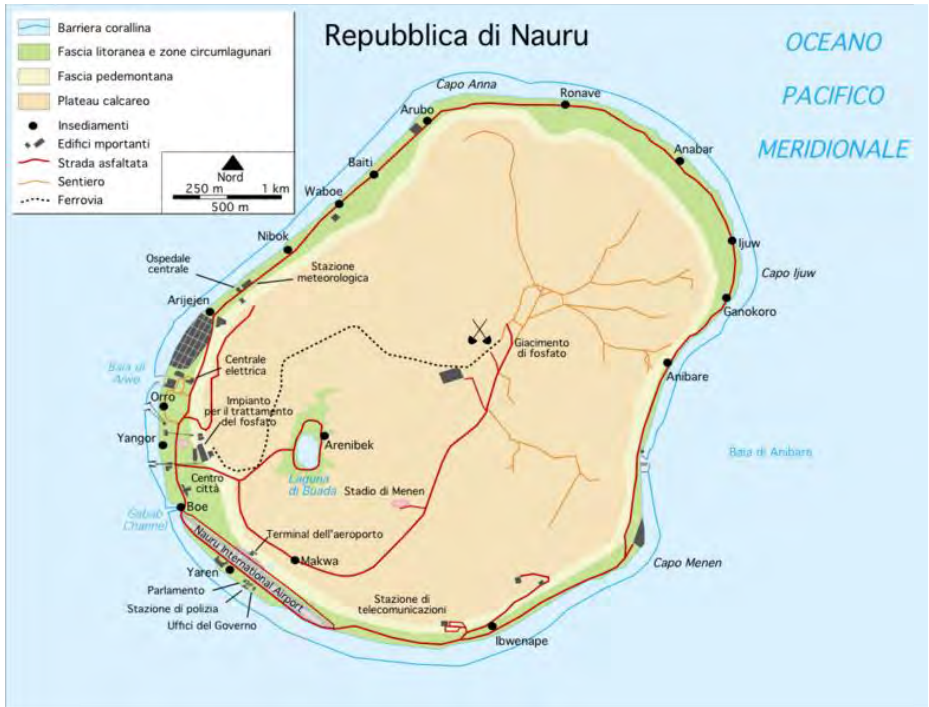 Repubblica di Nauru
OCEANO
PACIFICO
MERIDIONALE
Barriera corallina
Fascia litoranea e zone circumlagunari
Fascia pedemontana
Plateau calcareo
Insediamenti
Edifici mportanti
Strada asfaltata
Sentiero
Ferrovia
Nord
250 m 1 km
500 m
Capo Anna
Ronave
Arubo
Anabar
Baiti
Waboe
Nibok
Ijuw
Capo Ijuw
Ospedale
centrale
Stazione
meteorologica
Arijejen
Ganokoro
Giacimento
di fosfato
Anibare
Baia di
Aiwo
Centrale
elettrica
Orro
Impianto
per il trattamento
del fosfato
Yangor
Arenibek
Baia di Anibare
Laguna
di Buada
Centro
città
Stadio di Menen
Boe
Gabab
Channel
Nauru International Airport
Terminal dell'aeroporto
Makwa
Capo Menen
Yaren
Parlamento
Stazione di polizia
Uffici del Governo
Stazione di
telecomunicazioni
Ibwenape